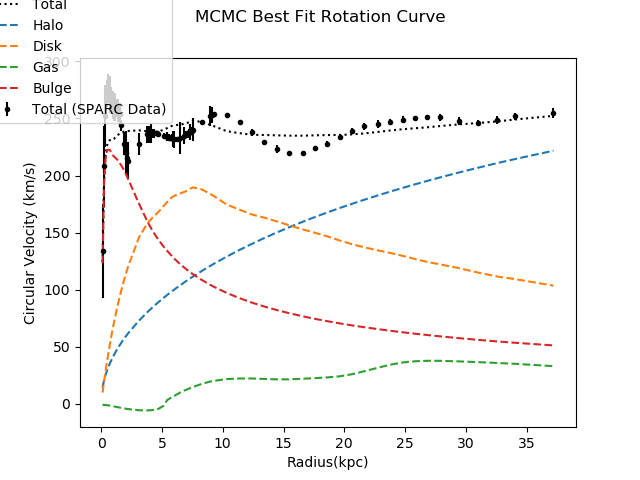 MCMC Best Fit Rotation Curve
Total
Halo
Disk
Gas
Bulge
Total (SPARC Data)
300
250
200
150
100
50
0
Circular Velocity (km/s)
0 5 10 15 20 25 30 35
Radius(kpc)